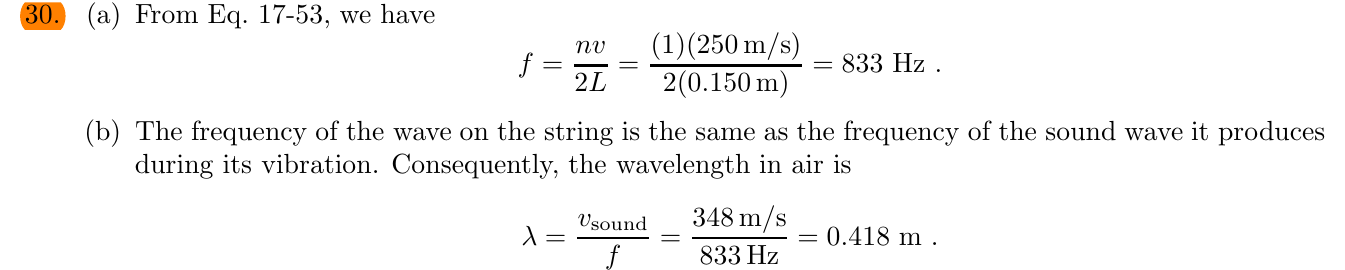 30. (a) From Eq. 17-53, we have
f = nv / 2L = (1)(250 m/s) / 2(0.150 m) = 833 Hz .
(b) The frequency of the wave on the string is the same as the frequency of the sound wave it produces
during its vibration. Consequently, the wavelength in air is
λ = v_sound / f = 348 m/s / 833 Hz = 0.418 m .